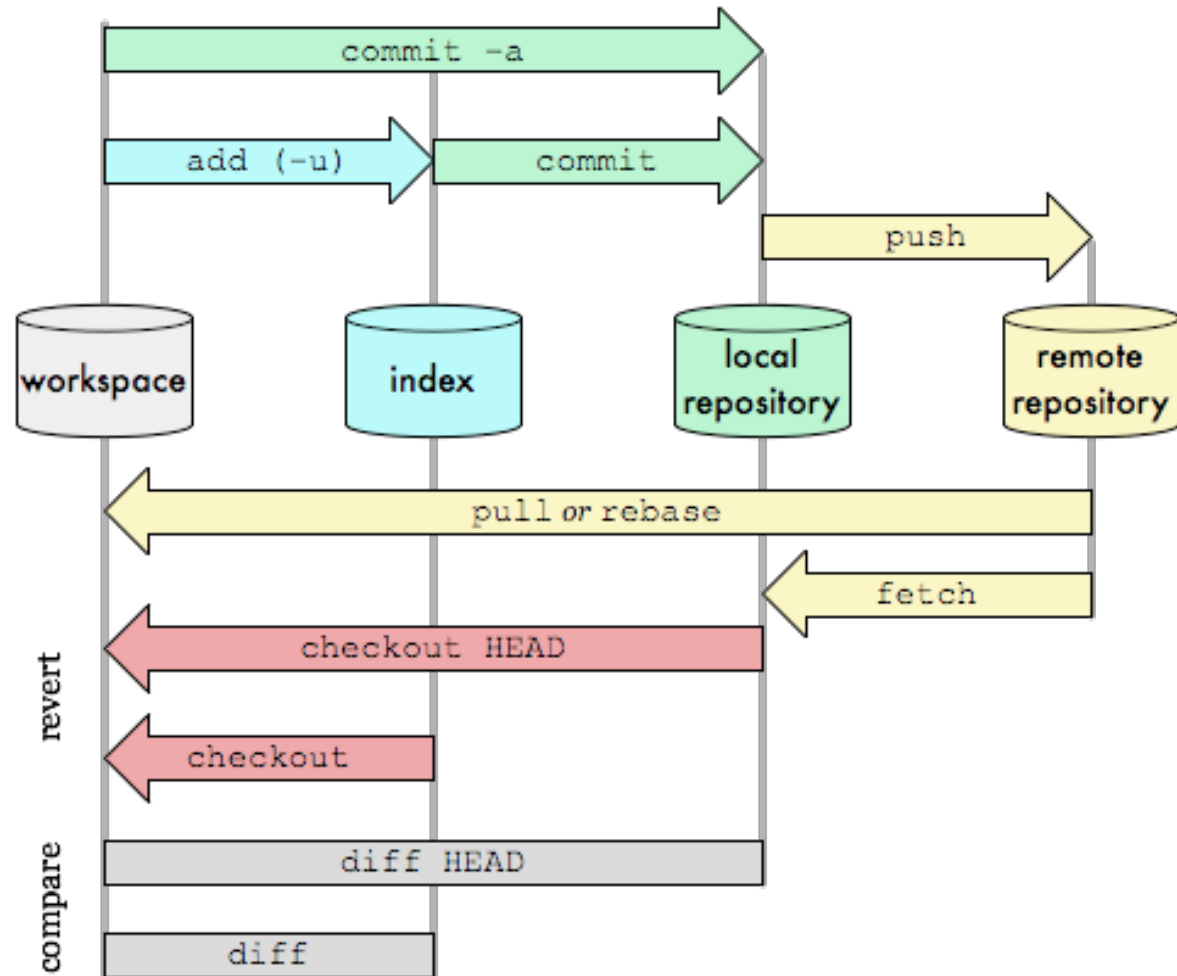 commit -a
add (-u)
commit
push
workspace
index
local
repository
remote
repository
pull or rebase
fetch
revert
checkout HEAD
checkout
compare
diff HEAD
diff